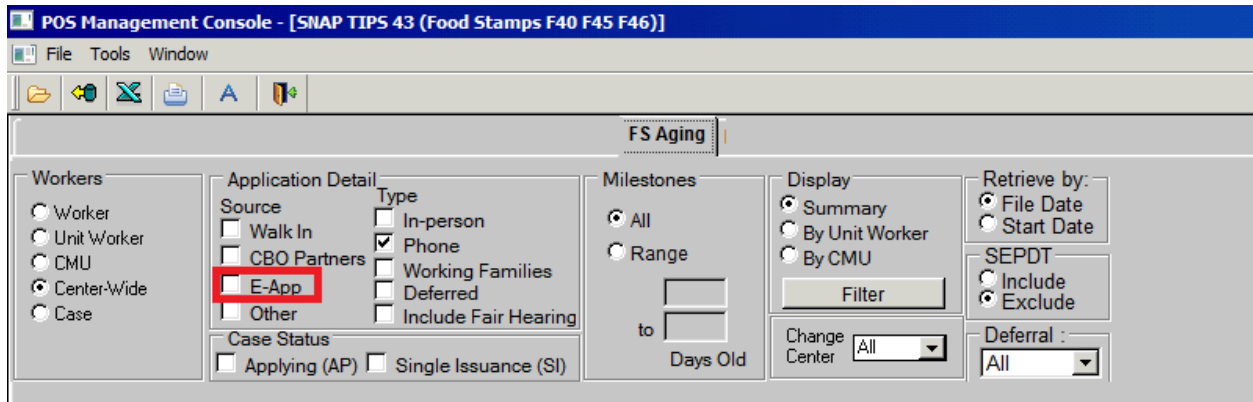 POS Management Console - [SNAP TIPS 43 (Food Stamps F40 F45 F46)]
File Tools Window
A
FS Aging
Workers
Worker
Unit Worker
CMU
Center-Wide
Case
Application Detail
Source
Walk In
CBO Partners
E-App
Other
Type
In-person
Phone
Working Families
Deferred
Include Fair Hearing
Case Status
Applying (AP) Single Issuance (SI)
Milestones
All
Range
to
Days Old
Display
Summary
By Unit Worker
By CMU
Filter
Change
Center
All
Retrieve by:
File Date
Start Date
SEPDT
Include
Exclude
Deferral :
All